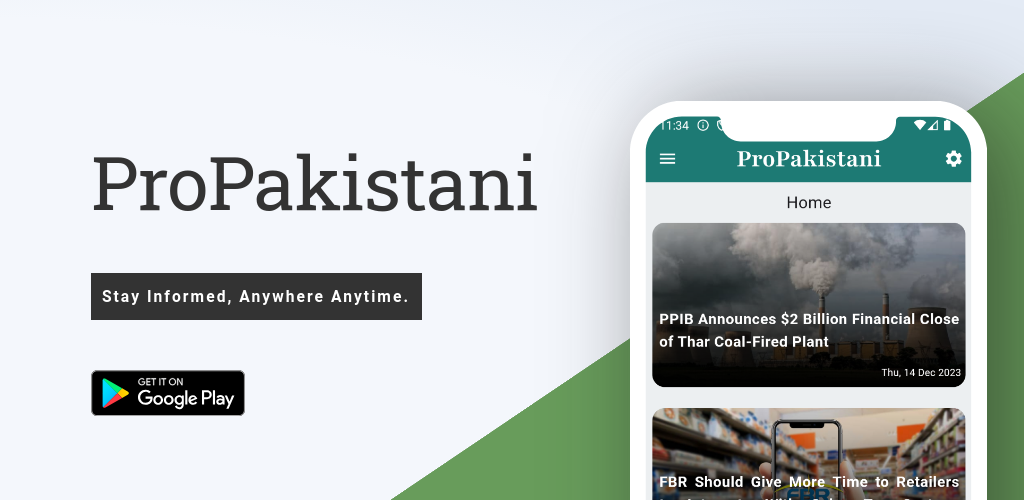 ProPakistani
Stay Informed, Anywhere Anytime.
GET IT ON
Google Play
11:34
ProPakistani
Home
PPIB Announces $2 Billion Financial Close
of Thar Coal-Fired Plant
Thu, 14 Dec 2023
FBR Should Give More Time to Retailers